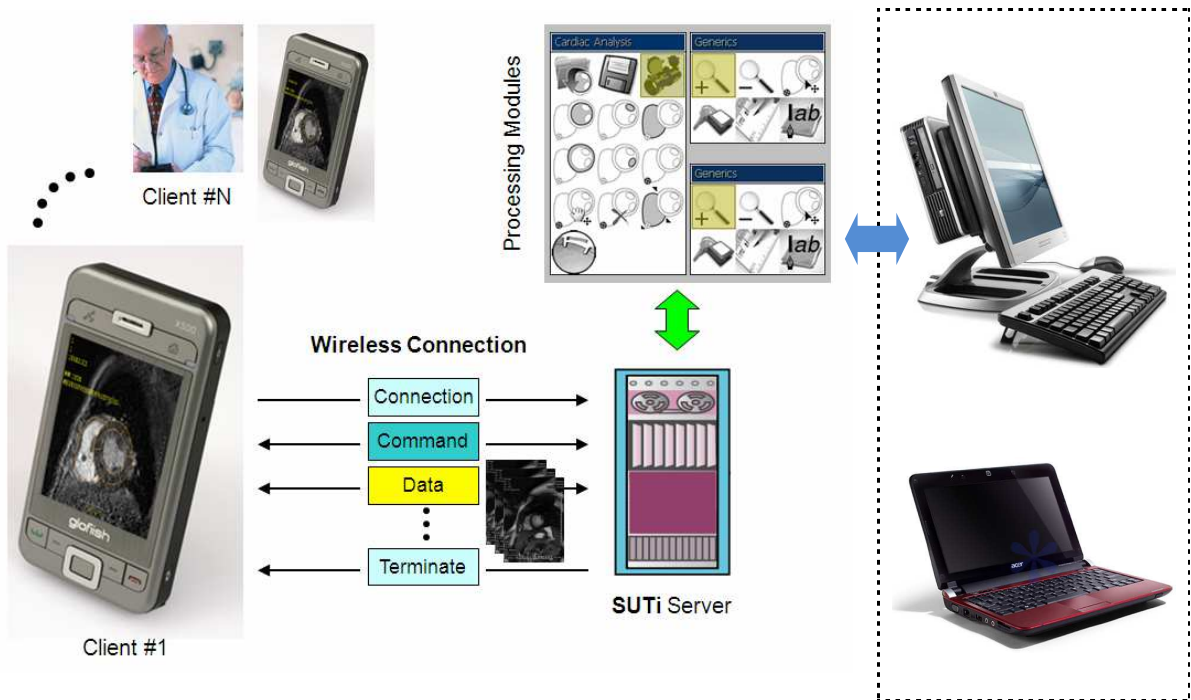 Client #N
glofiish
Processing Modules
Cardiac Analysis
Generics
lab
Generics
lab
X500
glofiish
Client #1
Wireless Connection
Connection
Command
Data
Terminate
SUTi Server
acer